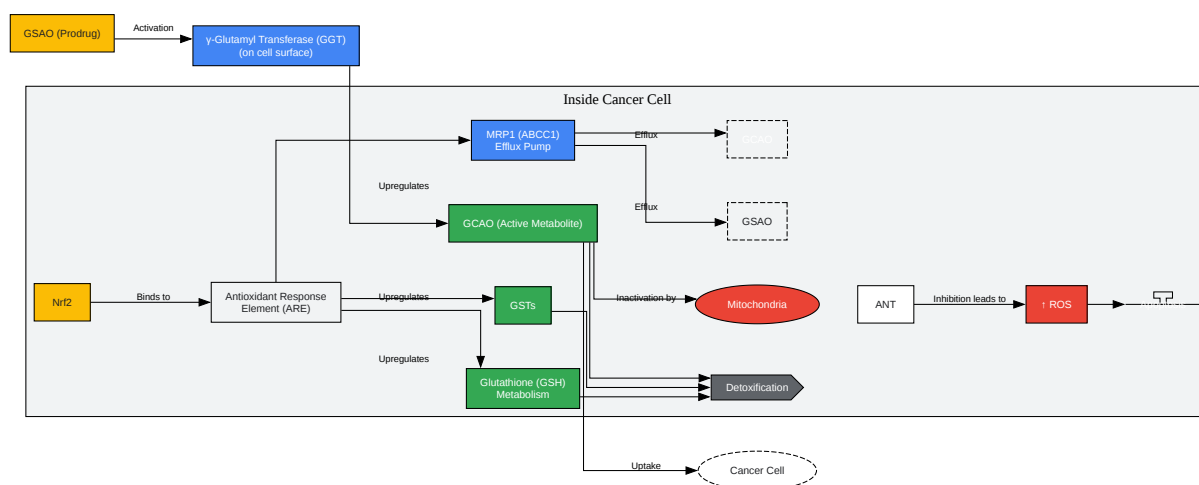 GSAO (Prodrug)
Activation
γ-Glutamyl Transferase (GGT)
(on cell surface)
Inside Cancer Cell
MRP1 (ABCC1)
Efflux Pump
Efflux
GCAO
Upregulates
Efflux
GSAO
GCAO (Active Metabolite)
Nrf2
Binds to
Antioxidant Response
Element (ARE)
Upregulates
GSTs
Inactivation by
Mitochondria
ANT
Inhibition leads to
↑ ROS
Upregulates
Glutathione (GSH)
Metabolism
Detoxification
Uptake
Cancer Cell